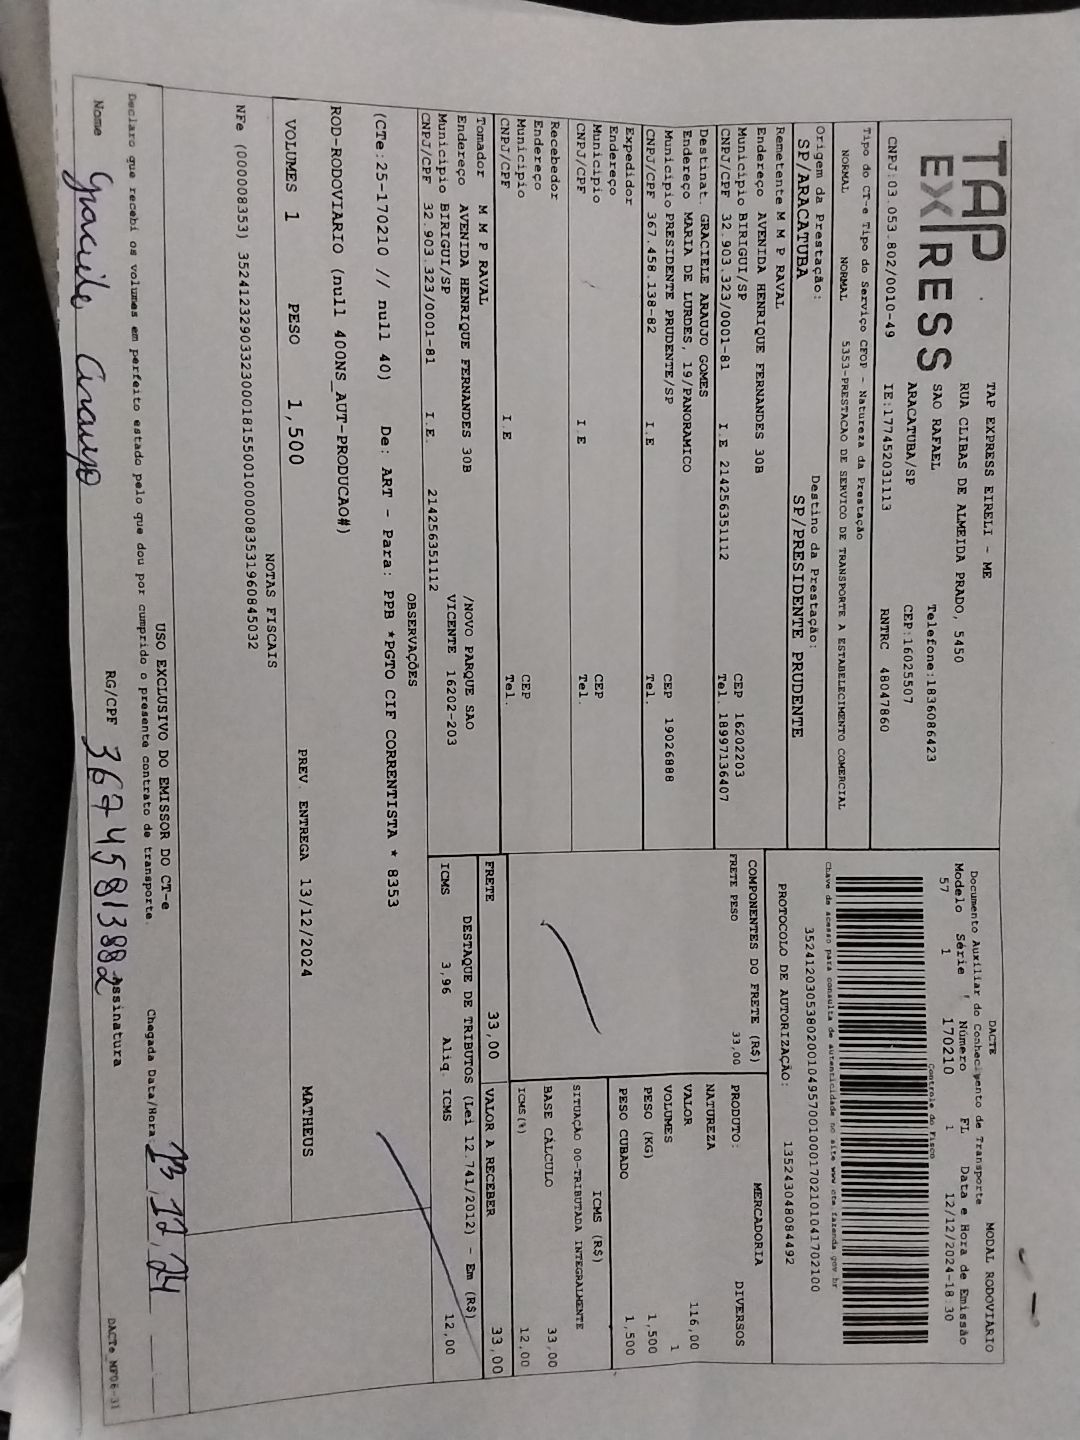 TAP
EXPRESS
TAP EXPRESS EIRELI - ME
RUA CLIBAS DE ALMEIDA PRADO, 5450
SAO RAFAEL Telefone:1836086423
ARACATUBA/SP CEP:16025507
CNPJ:03.053.802/0010-49 IE:177452031113 RNTRC 48047860
Tipo do CT-e Tipo do Serviço CFOP - Natureza da Prestação
NORMAL NORMAL 5353-PRESTACAO DE SERVICO DE TRANSPORTE A ESTABELECIMENTO COMERCIAL
Origem da Prestação: Destino da Prestação:
SP/ARACATUBA SP/PRESIDENTE PRUDENTE
Remetente M M P RAVAL
Endereço AVENIDA HENRIQUE FERNANDES 30B CEP 16202203
Municipio BIRIGUI/SP Tel. 18997136407
CNPJ/CPF 32.903.323/0001-81 I.E 214256351112
Destinat. GRACIELE ARAUJO GOMES
Endereço MARIA DE LURDES, 19/PANORAMICO
Municipio PRESIDENTE PRUDENTE/SP CEP 19026888
CNPJ/CPF 367.458.138-82 I.E Tel.
Expedidor
Endereço
Municipio CEP
CNPJ/CPF I.E Tel.
Recebedor
Endereço
Municipio CEP
CNPJ/CPF I.E Tel.
Tomador M M P RAVAL
Endereço AVENIDA HENRIQUE FERNANDES 30B /NOVO PARQUE SAO
Municipio BIRIGUI/SP VICENTE 16202-203
CNPJ/CPF 32.903.323/0001-81 I.E. 214256351112
DACTE MODAL RODOVIÁRIO
Documento Auxiliar do Conhecimento de Transporte
Modelo Série Número FL Data e Hora de Emissão
57 1 170210 1 12/12/2024-18:30
Controle do Fisco
35241203053802001049570010001702101041702100
Chave de acesso para consulta de autenticidade no site www.cte.fazenda.gov.br
PROTOCOLO DE AUTORIZAÇÃO: 135243048084492
COMPONENTES DO FRETE (R$)
FRETE PESO 33,00
PRODUTO: MERCADORIA DIVERSOS
NATUREZA
VALOR 116,00
VOLUMES 1
PESO (KG) 1,500
PESO CUBADO 1,500
ICMS (R$)
SITUAÇÃO 00-TRIBUTADA INTEGRALMENTE
BASE CÁLCULO 33,00
ICMS(%) 12,00
FRETE 33,00 VALOR A RECEBER 33,00
DESTAQUE DE TRIBUTOS (Lei 12.741/2012) - Em (R$)
ICMS 3,96 Aliq. ICMS 12,00
OBSERVAÇÕES
(CTe:25-170210 // null 40) De: ART - Para: PPB *PGTO CIF CORRENTISTA * 8353
ROD-RODOVIARIO (null 400NS_AUT-PRODUCAO#)
VOLUMES 1 PESO 1,500 PREV. ENTREGA 13/12/2024 MATHEUS
NOTAS FISCAIS
NFe (000008353) 35241232903323000181550010000083531960845032
USO EXCLUSIVO DO EMISSOR DO CT-e
Declaro que recebi os volumes em perfeito estado pelo que dou por cumprido o presente contrato de transporte.
Chegada Data/Hora 13 12 24
Nome Graciele Araujo RG/CPF 36745813882 Assinatura
DACTe_MP06-31